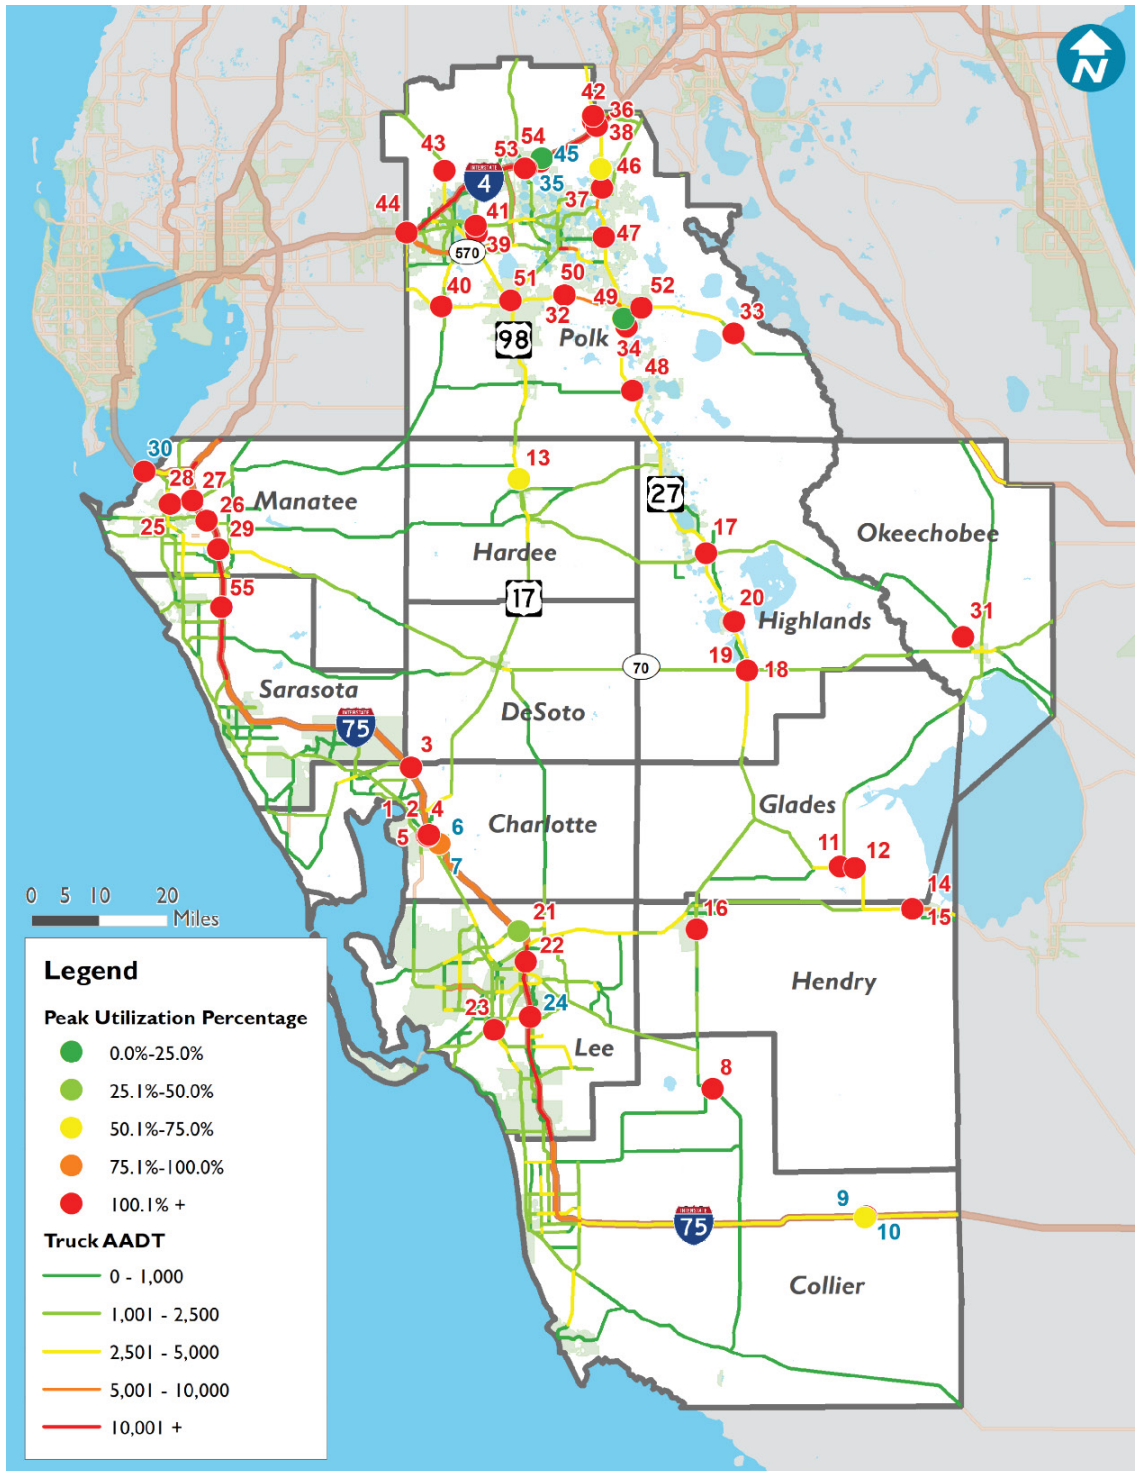 N
42
36
38
43
53
54
45
46
INTERSTATE
4
35
37
44
41
39
570
47
40
51
50
49
52
32
33
98
Polk
34
48
30
28
27
13
26
Manatee
27
17
25
29
Hardee
Okeechobee
55
17
20
31
Highlands
70
19
18
Sarasota
INTERSTATE
75
DeSoto
3
1
2
4
Glades
5
6
Charlotte
11
12
7
14
0 5 10 20
Miles
21
16
15
22
Hendry
23
24
Lee
8
9
INTERSTATE
75
10
Collier
Legend
Peak Utilization Percentage
0.0%-25.0%
25.1%-50.0%
50.1%-75.0%
75.1%-100.0%
100.1% +
Truck AADT
0 - 1,000
1,001 - 2,500
2,501 - 5,000
5,001 - 10,000
10,001 +